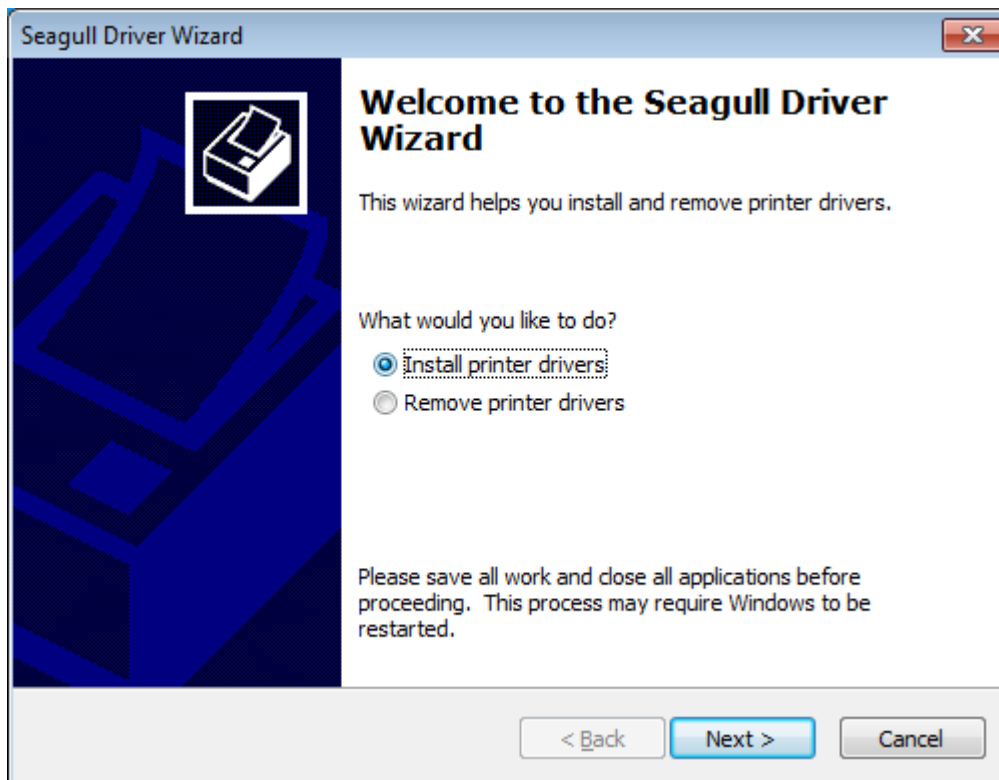 Seagull Driver Wizard
Welcome to the Seagull Driver
Wizard
This wizard helps you install and remove printer drivers.
What would you like to do?
Install printer drivers
Remove printer drivers
Please save all work and close all applications before
proceeding.  This process may require Windows to be
restarted.
< Back
Next >
Cancel